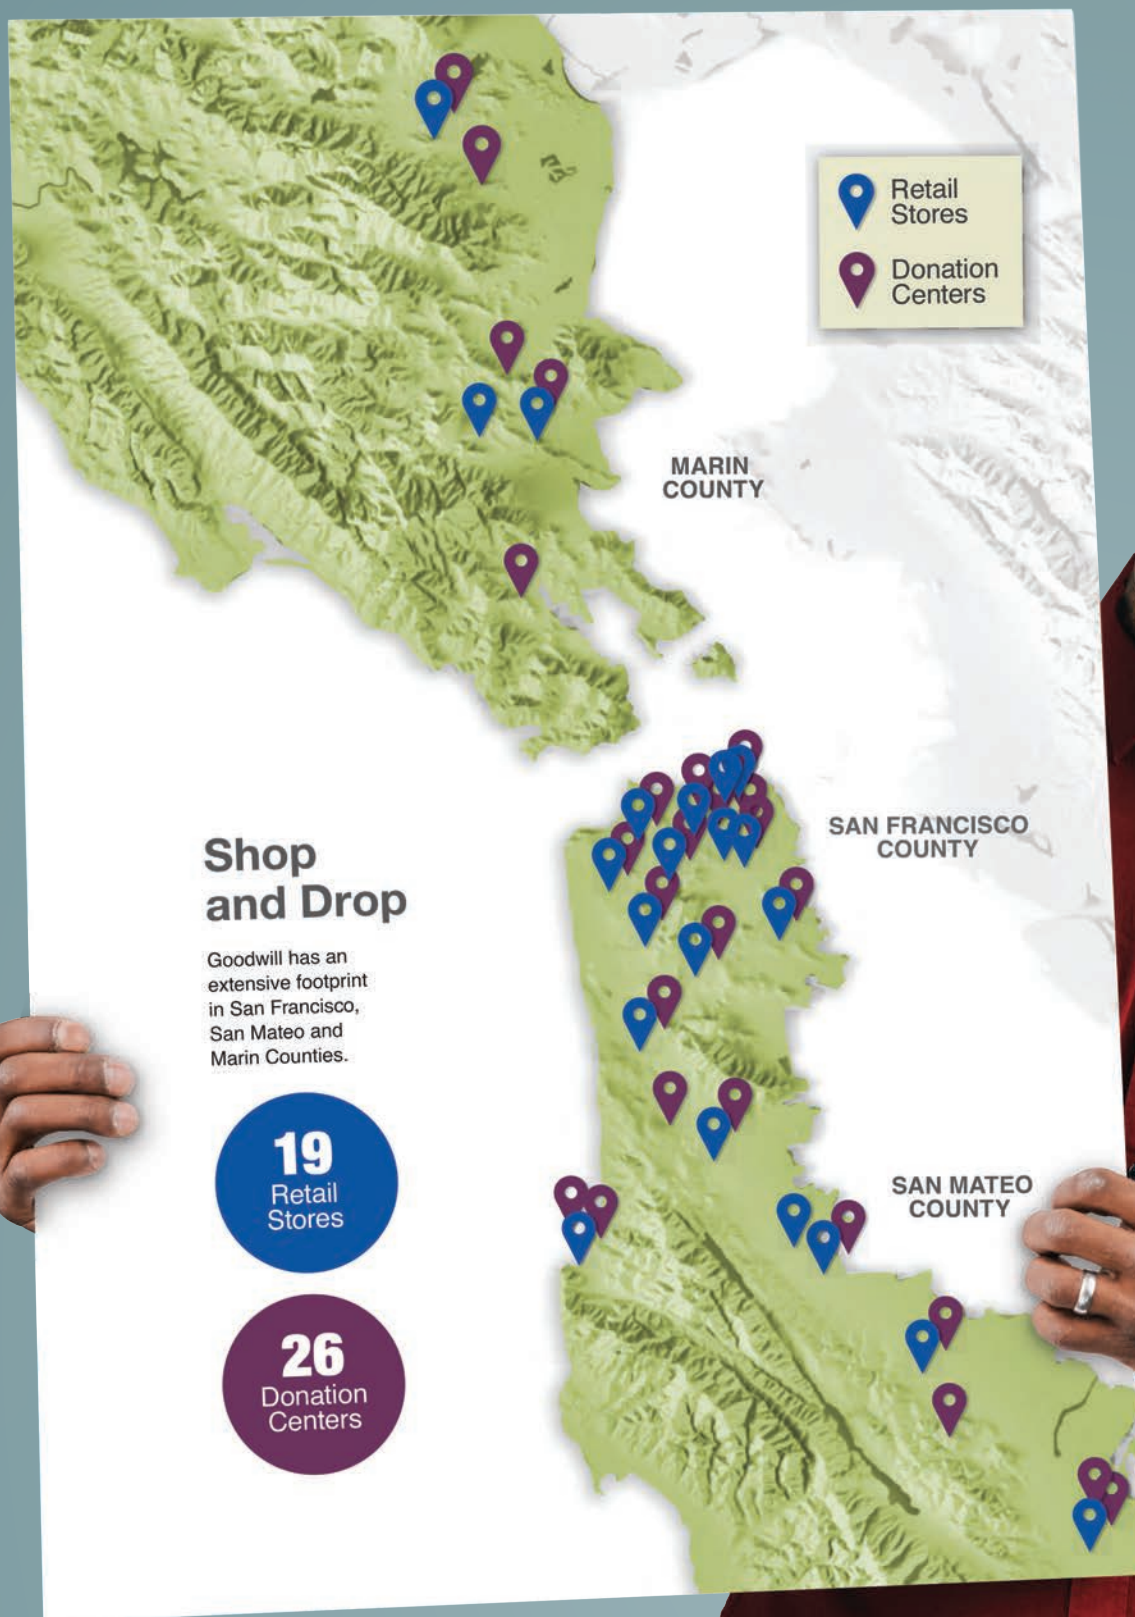 Retail
Stores
Donation
Centers
MARIN
COUNTY
SAN FRANCISCO
COUNTY
Shop
and Drop
Goodwill has an
extensive footprint
in San Francisco,
San Mateo and
Marin Counties.
19
Retail
Stores
SAN MATEO
COUNTY
26
Donation
Centers